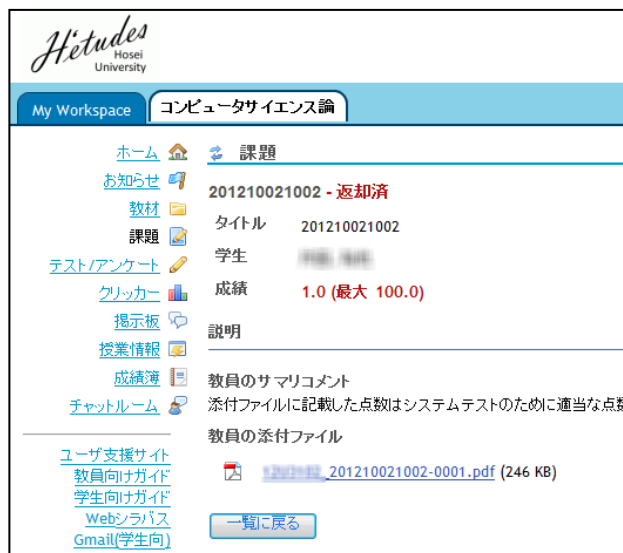 H'etudes
Hosei
University
My Workspace
コンピュータサイエンス論
ホーム
お知らせ
教材
課題
テスト/アンケート
クリッカー
掲示板
授業情報
成績簿
チャットルーム
ユーザ支援サイト
教員向けガイド
学生向けガイド
Webシラバス
Gmail(学生向)
課題
201210021002 - 返却済
タイトル 201210021002
学生
成績 1.0 (最大 100.0)
説明
教員のサマリコメント
添付ファイルに記載した点数はシステムテストのために適当な点数
教員の添付ファイル
_201210021002-0001.pdf (246 KB)
一覧に戻る